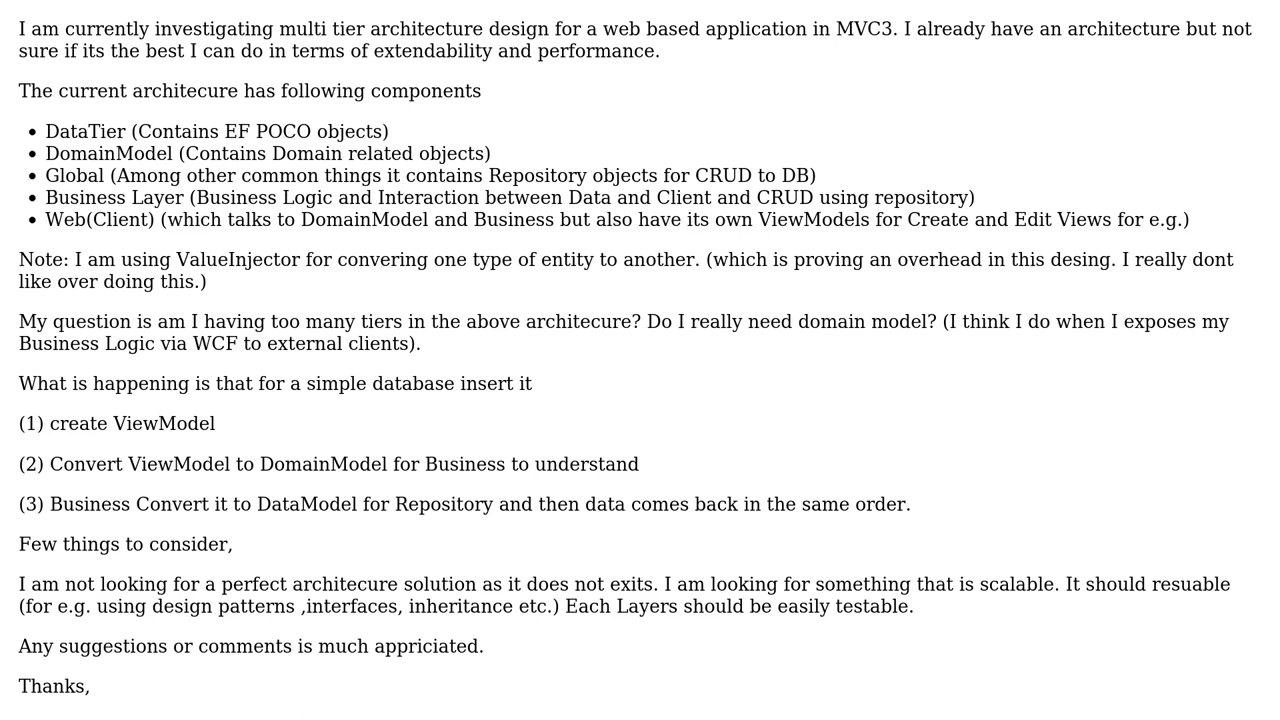 I am currently investigating multi tier architecture design for a web based application in MVC3. I already have an architecture but not
sure if its the best I can do in terms of extendability and performance.
The current architecure has following components
• DataTier (Contains EF POCO objects)
• DomainModel (Contains Domain related objects)
• Global (Among other common things it contains Repository objects for CRUD to DB)
• Business Layer (Business Logic and Interaction between Data and Client and CRUD using repository)
• Web(Client) (which talks to DomainModel and Business but also have its own ViewModels for Create and Edit Views for e.g.)
Note: I am using ValueInjector for convering one type of entity to another. (which is proving an overhead in this desing. I really dont
like over doing this.)
My question is am I having too many tiers in the above architecure? Do I really need domain model? (I think I do when I exposes my
Business Logic via WCF to external clients).
What is happening is that for a simple database insert it
(1) create ViewModel
(2) Convert ViewModel to DomainModel for Business to understand
(3) Business Convert it to DataModel for Repository and then data comes back in the same order.
Few things to consider,
I am not looking for a perfect architecure solution as it does not exits. I am looking for something that is scalable. It should resuable
(for e.g. using design patterns ,interfaces, inheritance etc.) Each Layers should be easily testable.
Any suggestions or comments is much appriciated.
Thanks,